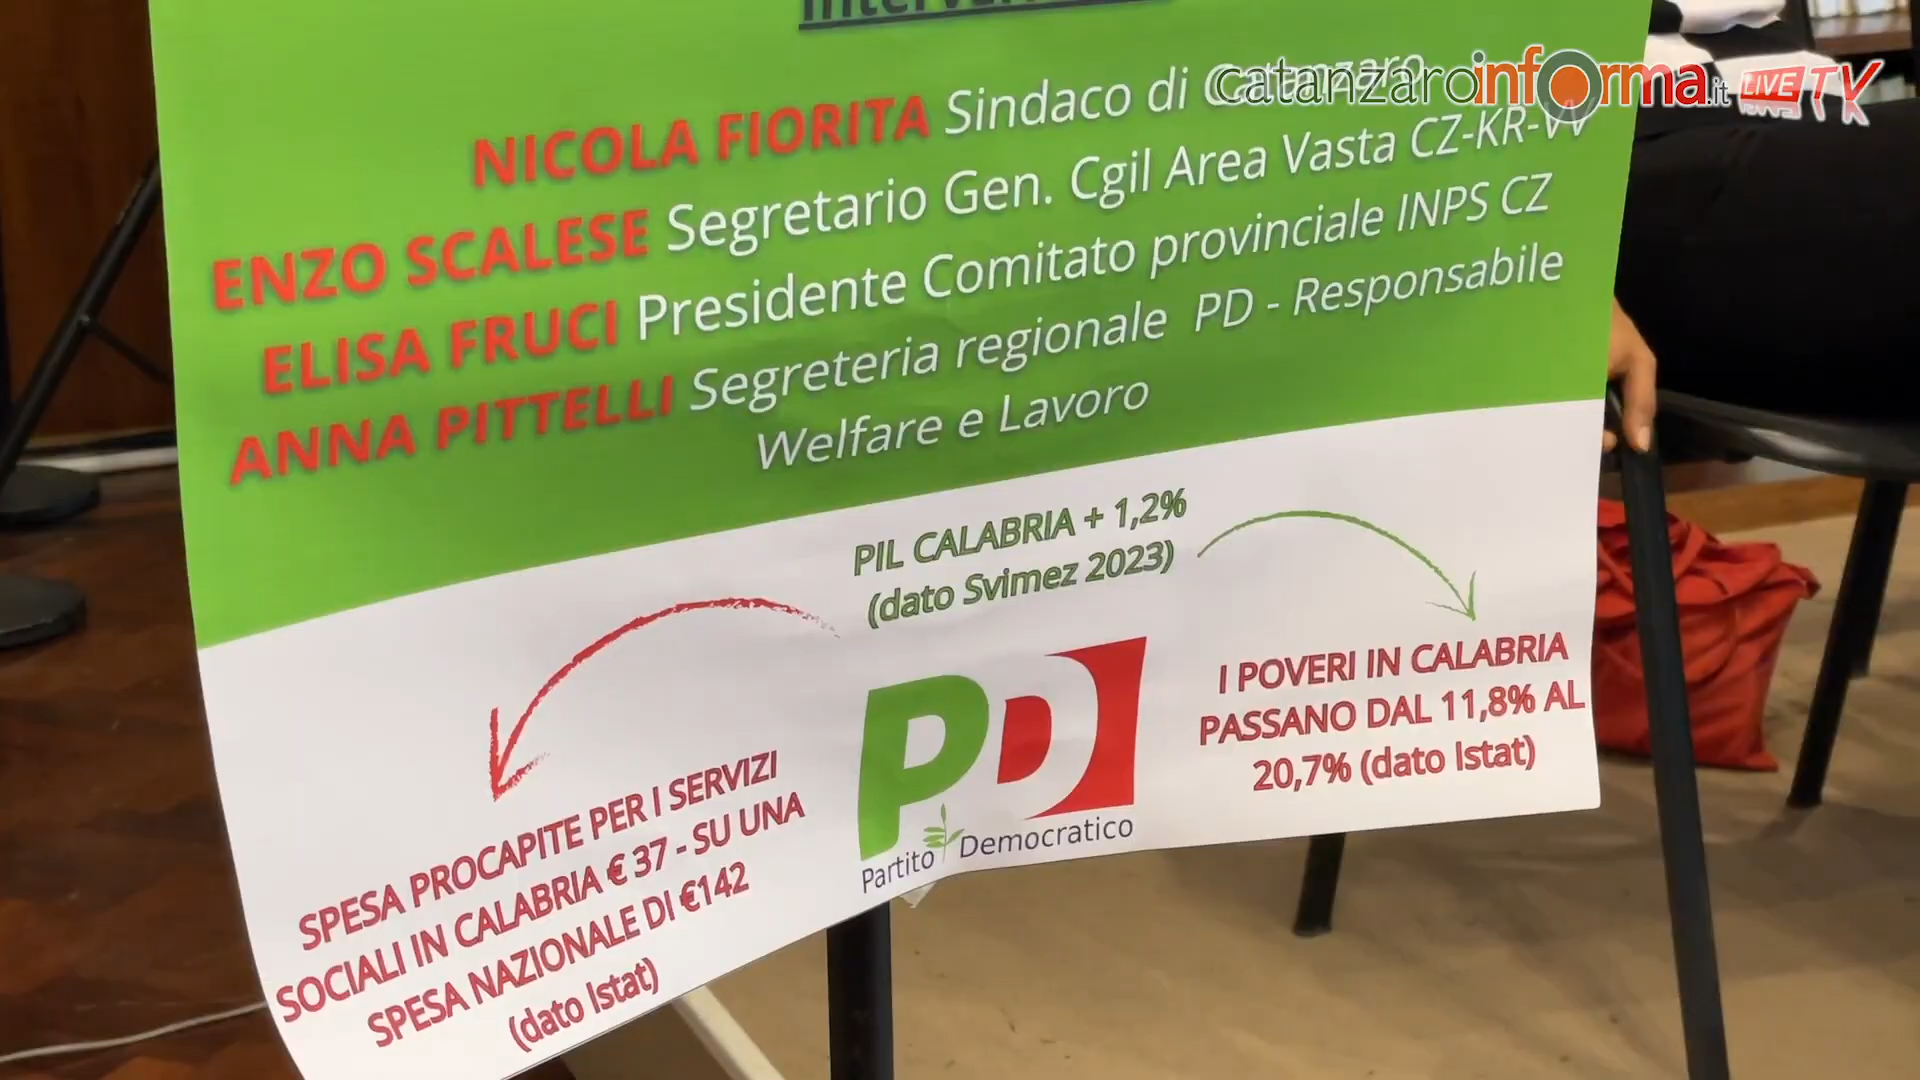 catanzaroinforma.it LIVE TV
NICOLA FIORITA Sindaco di Catanzaro
ENZO SCALESE Segretario Gen. Cgil Area Vasta CZ-KR-VV
ELISA FRUCI Presidente Comitato provinciale INPS CZ
ANNA PITTELLI Segreteria regionale PD - Responsabile
Welfare e Lavoro
PIL CALABRIA + 1,2%
(dato Svimez 2023)
SPESA PROCAPITE PER I SERVIZI
SOCIALI IN CALABRIA € 37 - SU UNA
SPESA NAZIONALE DI €142
(dato Istat)
PD
Partito Democratico
I POVERI IN CALABRIA
PASSANO DAL 11,8% AL
20,7% (dato Istat)